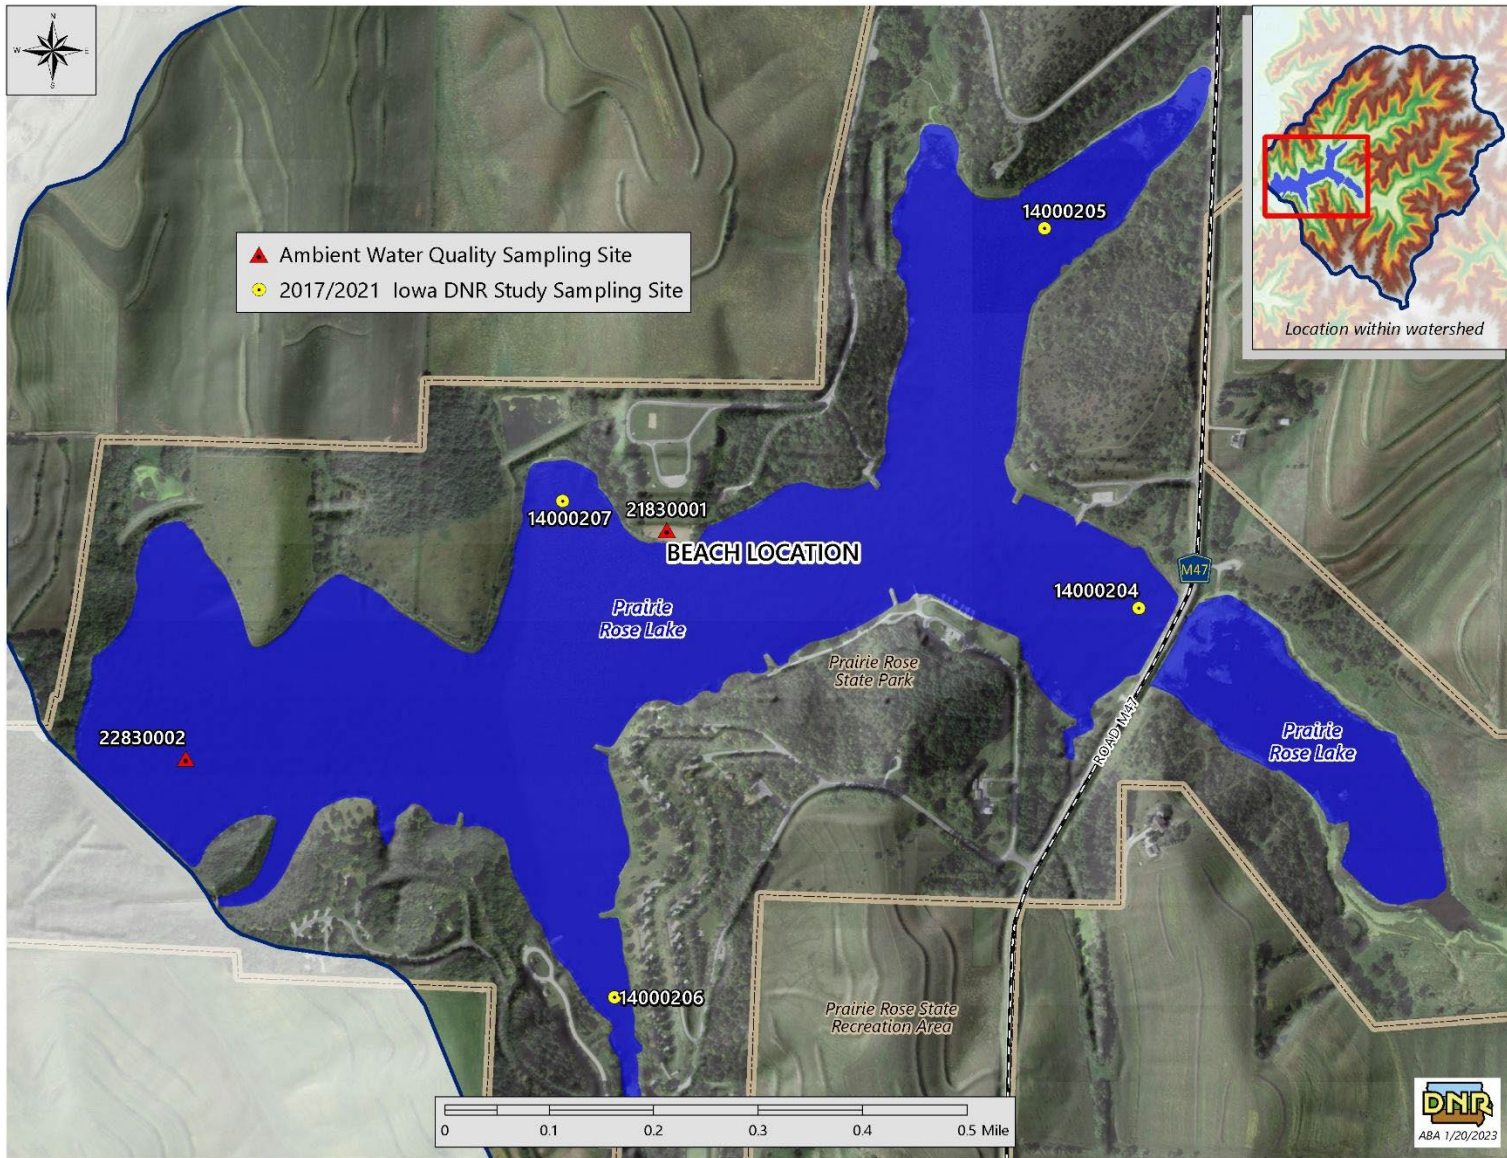 N
W E
S
Ambient Water Quality Sampling Site
2017/2021 Iowa DNR Study Sampling Site
Location within watershed
14000205
14000207
21830001
BEACH LOCATION
M47
14000204
Prairie
Rose Lake
Prairie Rose
State Park
ROAD M47
Prairie
Rose Lake
22830002
14000206
Prairie Rose State
Recreation Area
0 0.1 0.2 0.3 0.4 0.5 Mile
DNR
ABA 1/20/2023